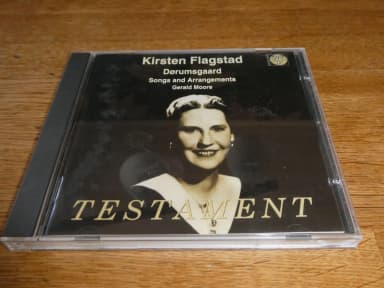 Kirsten Flagstad
Dørumsgaard
Songs and Arrangements
Gerald Moore
TESTAMENT